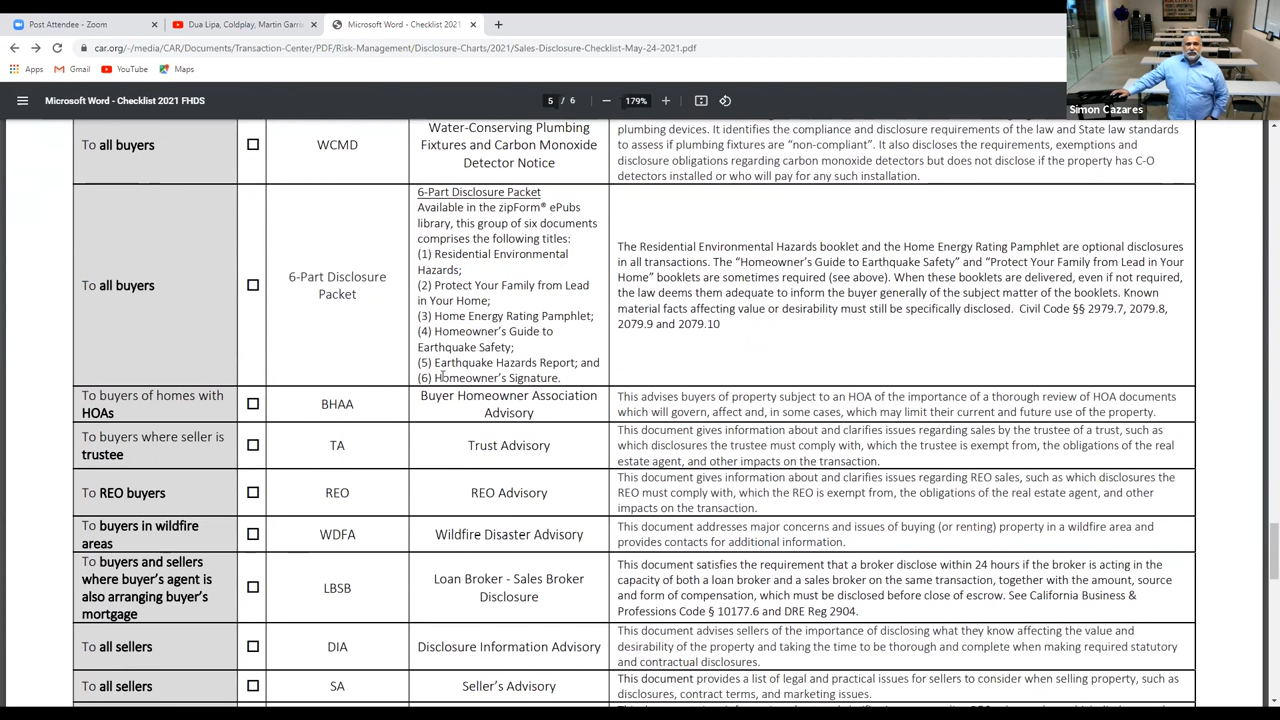 Post Attendee - Zoom
Dua Lipa, Coldplay, Martin Garri
Microsoft Word - Checklist 2021
car.org/-/media/CAR/Documents/Transaction-Center/PDF/Risk-Management/Disclosure-Charts/2021/Sales-Disclosure-Checklist-May-24-2021.pdf
Apps
Gmail
YouTube
Maps
Simon Cazares
Microsoft Word - Checklist 2021 FHDS
5 / 6
179%
To all buyers
WCMD
Water-Conserving Plumbing
Fixtures and Carbon Monoxide
Detector Notice
plumbing devices. It identifies the compliance and disclosure requirements of the law and State law standards
to assess if plumbing fixtures are "non-compliant". It also discloses the requirements, exemptions and
disclosure obligations regarding carbon monoxide detectors but does not disclose if the property has C-O
detectors installed or who will pay for any such installation.
To all buyers
6-Part Disclosure
Packet
6-Part Disclosure Packet
Available in the zipForm® ePubs
library, this group of six documents
comprises the following titles:
(1) Residential Environmental
Hazards;
(2) Protect Your Family from Lead
in Your Home;
(3) Home Energy Rating Pamphlet;
(4) Homeowner's Guide to
Earthquake Safety;
(5) Earthquake Hazards Report; and
(6) Homeowner's Signature.
The Residential Environmental Hazards booklet and the Home Energy Rating Pamphlet are optional disclosures
in all transactions. The "Homeowner's Guide to Earthquake Safety" and "Protect Your Family from Lead in Your
Home" booklets are sometimes required (see above). When these booklets are delivered, even if not required,
the law deems them adequate to inform the buyer generally of the subject matter of the booklets. Known
material facts affecting value or desirability must still be specifically disclosed. Civil Code §§ 2979.7, 2079.8,
2079.9 and 2079.10
To buyers of homes with
HOAs
BHAA
Buyer Homeowner Association
Advisory
This advises buyers of property subject to an HOA of the importance of a thorough review of HOA documents
which will govern, affect and, in some cases, which may limit their current and future use of the property.
To buyers where seller is
trustee
TA
Trust Advisory
This document gives information about and clarifies issues regarding sales by the trustee of a trust, such as
which disclosures the trustee must comply with, which the trustee is exempt from, the obligations of the real
estate agent, and other impacts on the transaction.
To REO buyers
REO
REO Advisory
This document gives information about and clarifies issues regarding REO sales, such as which disclosures the
REO must comply with, which the REO is exempt from, the obligations of the real estate agent, and other
impacts on the transaction.
To buyers in wildfire
areas
WDFA
Wildfire Disaster Advisory
This document addresses major concerns and issues of buying (or renting) property in a wildfire area and
provides contacts for additional information.
To buyers and sellers
where buyer's agent is
also arranging buyer's
mortgage
LBSB
Loan Broker - Sales Broker
Disclosure
This document satisfies the requirement that a broker disclose within 24 hours if the broker is acting in the
capacity of both a loan broker and a sales broker on the same transaction, together with the amount, source
and form of compensation, which must be disclosed before close of escrow. See California Business &
Professions Code § 10177.6 and DRE Reg 2904.
To all sellers
DIA
Disclosure Information Advisory
This document advises sellers of the importance of disclosing what they know affecting the value and
desirability of the property and taking the time to be thorough and complete when making required statutory
and contractual disclosures.
To all sellers
SA
Seller's Advisory
This document provides a list of legal and practical issues for sellers to consider when selling property, such as
disclosures, contract terms, and marketing issues.